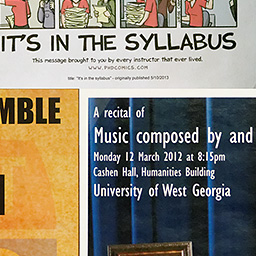 IT'S IN THE SYLLABUS
This message brought to you by every instructor that ever lived.
WWW.PHDCOMICS.COM
title: "It's in the syllabus" - originally published 5/10/2013
MBLE
A recital of
Music composed by and
Monday 12 March 2012 at 8:15pm
Cashen Hall, Humanities Building
University of West Georgia